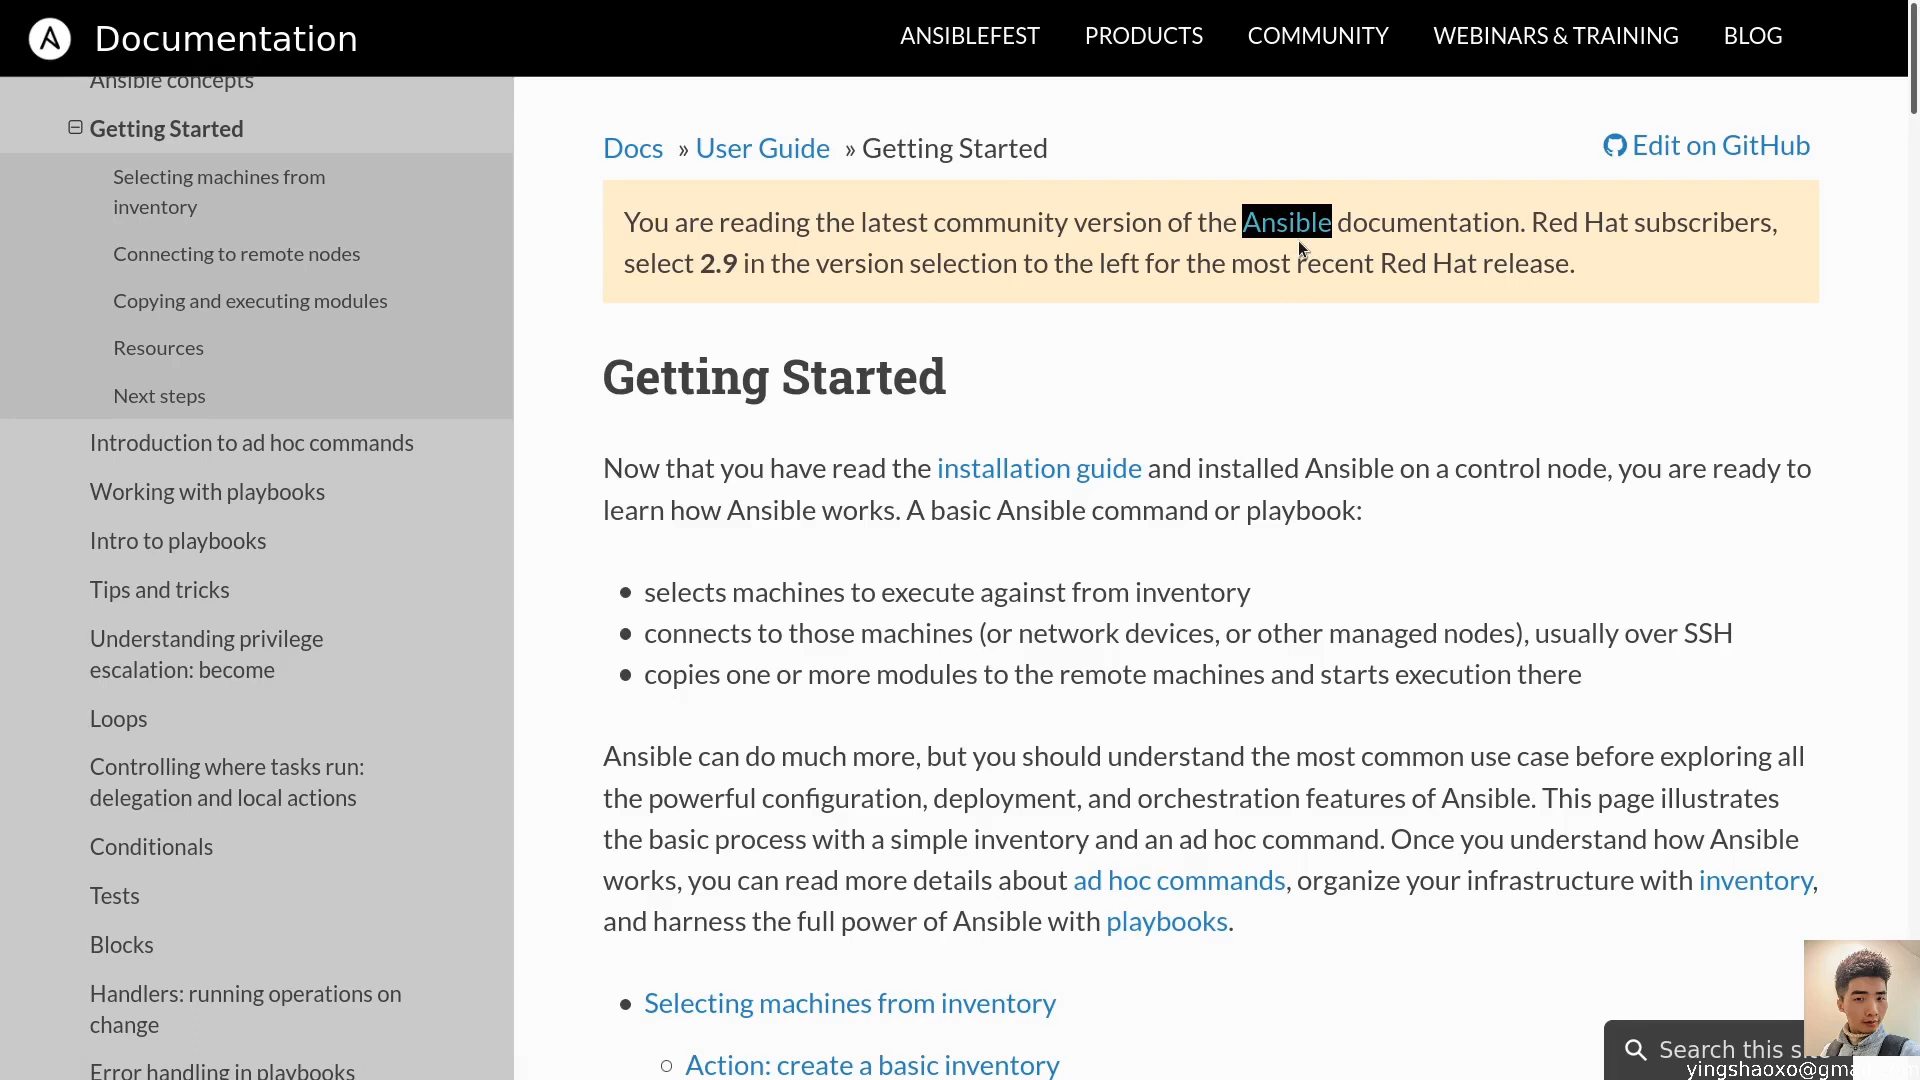 Documentation
ANSIBLEFEST PRODUCTS COMMUNITY WEBINARS & TRAINING BLOG
Ansible concepts
Getting Started
Selecting machines from
inventory
Connecting to remote nodes
Copying and executing modules
Resources
Next steps
Introduction to ad hoc commands
Working with playbooks
Intro to playbooks
Tips and tricks
Understanding privilege
escalation: become
Loops
Controlling where tasks run:
delegation and local actions
Conditionals
Tests
Blocks
Handlers: running operations on
change
Error handling in playbooks
Docs » User Guide » Getting Started
Edit on GitHub
You are reading the latest community version of the Ansible documentation. Red Hat subscribers,
select 2.9 in the version selection to the left for the most recent Red Hat release.
Getting Started
Now that you have read the installation guide and installed Ansible on a control node, you are ready to
learn how Ansible works. A basic Ansible command or playbook:
• selects machines to execute against from inventory
• connects to those machines (or network devices, or other managed nodes), usually over SSH
• copies one or more modules to the remote machines and starts execution there
Ansible can do much more, but you should understand the most common use case before exploring all
the powerful configuration, deployment, and orchestration features of Ansible. This page illustrates
the basic process with a simple inventory and an ad hoc command. Once you understand how Ansible
works, you can read more details about ad hoc commands, organize your infrastructure with inventory,
and harness the full power of Ansible with playbooks.
• Selecting machines from inventory
○ Action: create a basic inventory
Search this